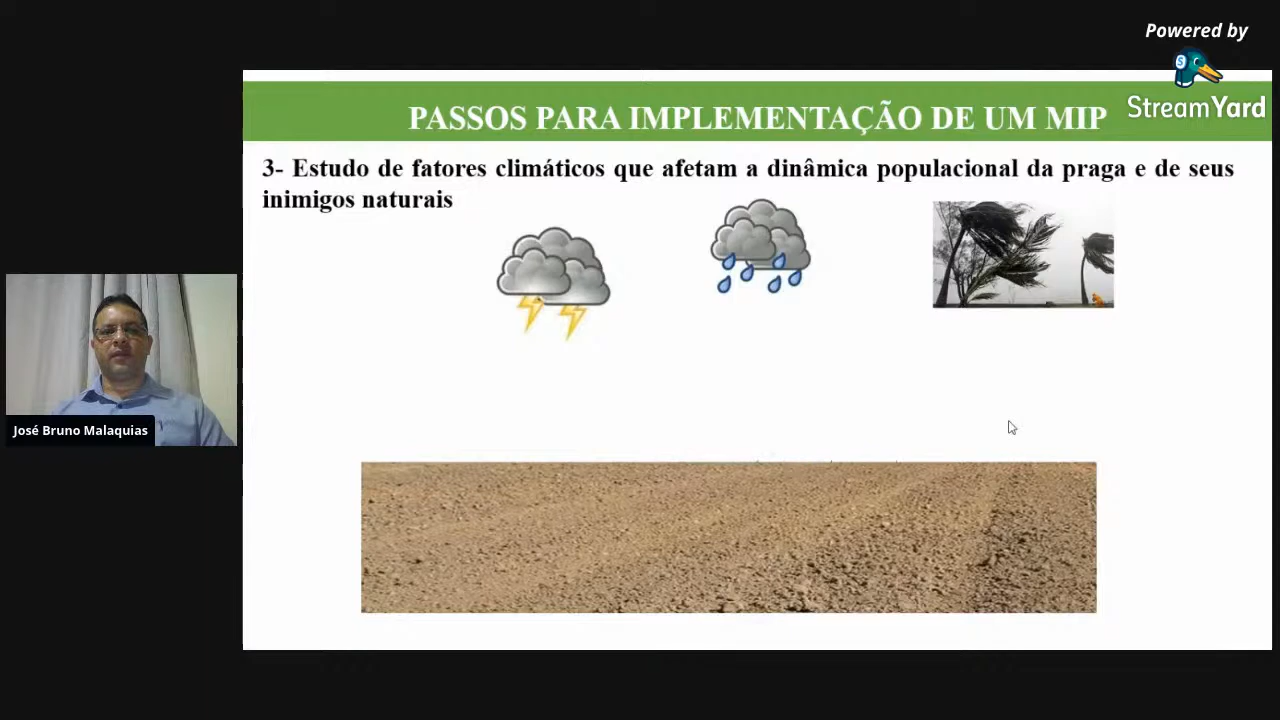 Powered by
StreamYard
PASSOS PARA IMPLEMENTAÇÃO DE UM MIP
3- Estudo de fatores climáticos que afetam a dinâmica populacional da praga e de seus
inimigos naturais
José Bruno Malaquias